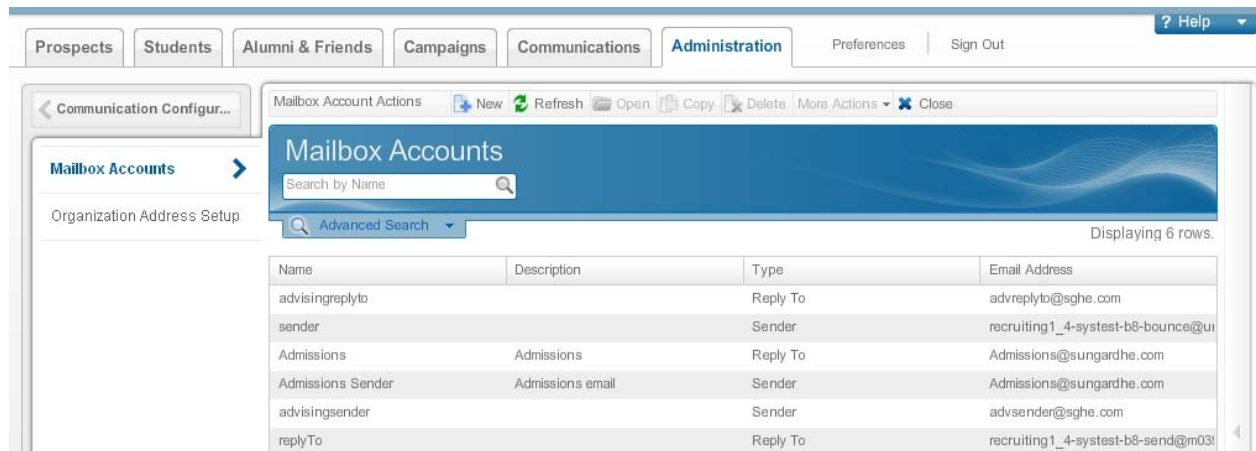 ? Help
Prospects Students Alumni & Friends Campaigns Communications Administration Preferences Sign Out
Communication Configur...
Mailbox Account Actions New Refresh Open Copy Delete More Actions Close
Mailbox Accounts
Mailbox Accounts
Search by Name
Organization Address Setup
Advanced Search
Displaying 6 rows.
Name Description Type Email Address
advisingreplyto Reply To advreplyto@sghe.com
sender Sender recruiting1_4-systest-b8-bounce@
Admissions Admissions Reply To Admissions@sungardhe.com
Admissions Sender Admissions email Sender Admissions@sungardhe.com
advisingsender Sender advsender@sghe.com
replyTo Reply To recruiting1_4-systest-b8-send@m03